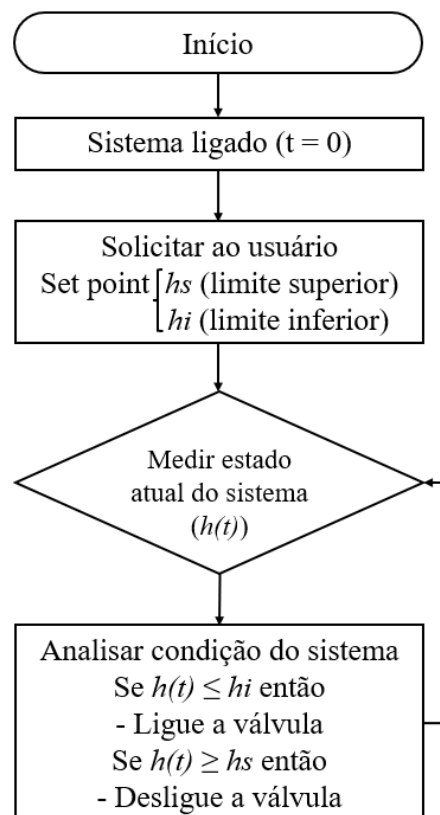 Início
Sistema ligado (t = 0)
Solicitar ao usuário
Set point hs (limite superior)
hi (limite inferior)
Medir estado
atual do sistema
(h(t))
Analisar condição do sistema
Se h(t) ≤ hi então
- Ligue a válvula
Se h(t) ≥ hs então
- Desligue a válvula